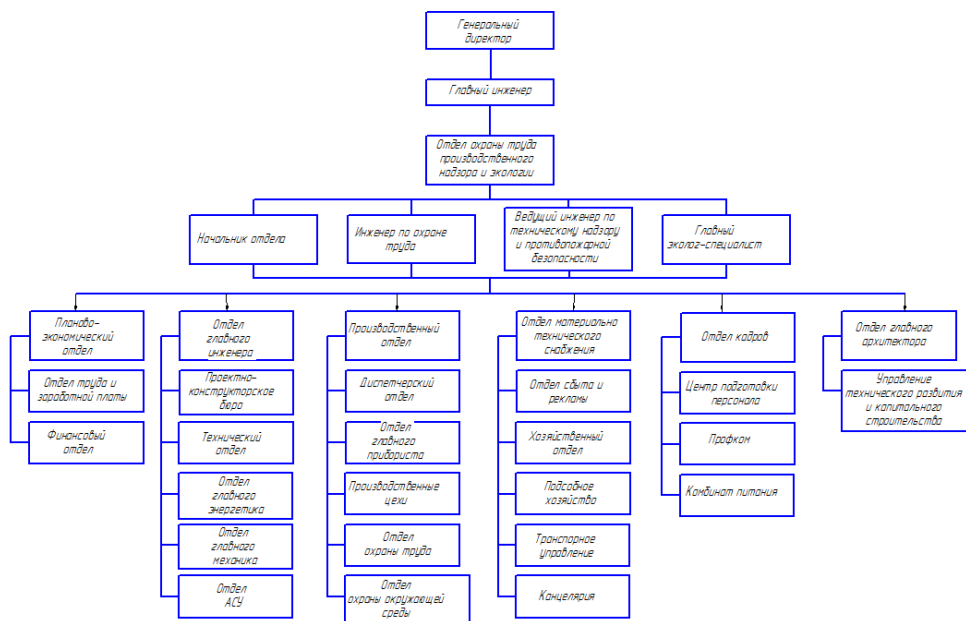 Генеральный
директор
Главный инженер
Отдел охраны труда
производственного
надзора и экологии
Начальник отдела
Инженер по охране
труда
Ведущий инженер по
техническому надзору
и противопожарной
безопасности
Главный
эколог-специалист
Планово-
экономический
отдел
Отдел труда и
заработной платы
Финансовый
отдел
Отдел
главного
инженера
Проектно-
конструкторское
бюро
Технический
отдел
Отдел
главного
энергетика
Отдел
главного
механика
Отдел
АСУ
Производственный
отдел
Диспетчерский
отдел
Отдел
главного
прибориста
Производственные
цехи
Отдел
охраны труда
Отдел
охраны окружающей
среды
Отдел материально
технического
снабжения
Отдел сбыта и
рекламы
Хозяйственный
отдел
Подсобное
хозяйства
Транспорное
управление
Канцелярия
Отдел кадров
Центр подготовки
персонала
Профком
Комбинат питания
Отдел главного
архитектора
Управление
технического развития
и капитального
строительства